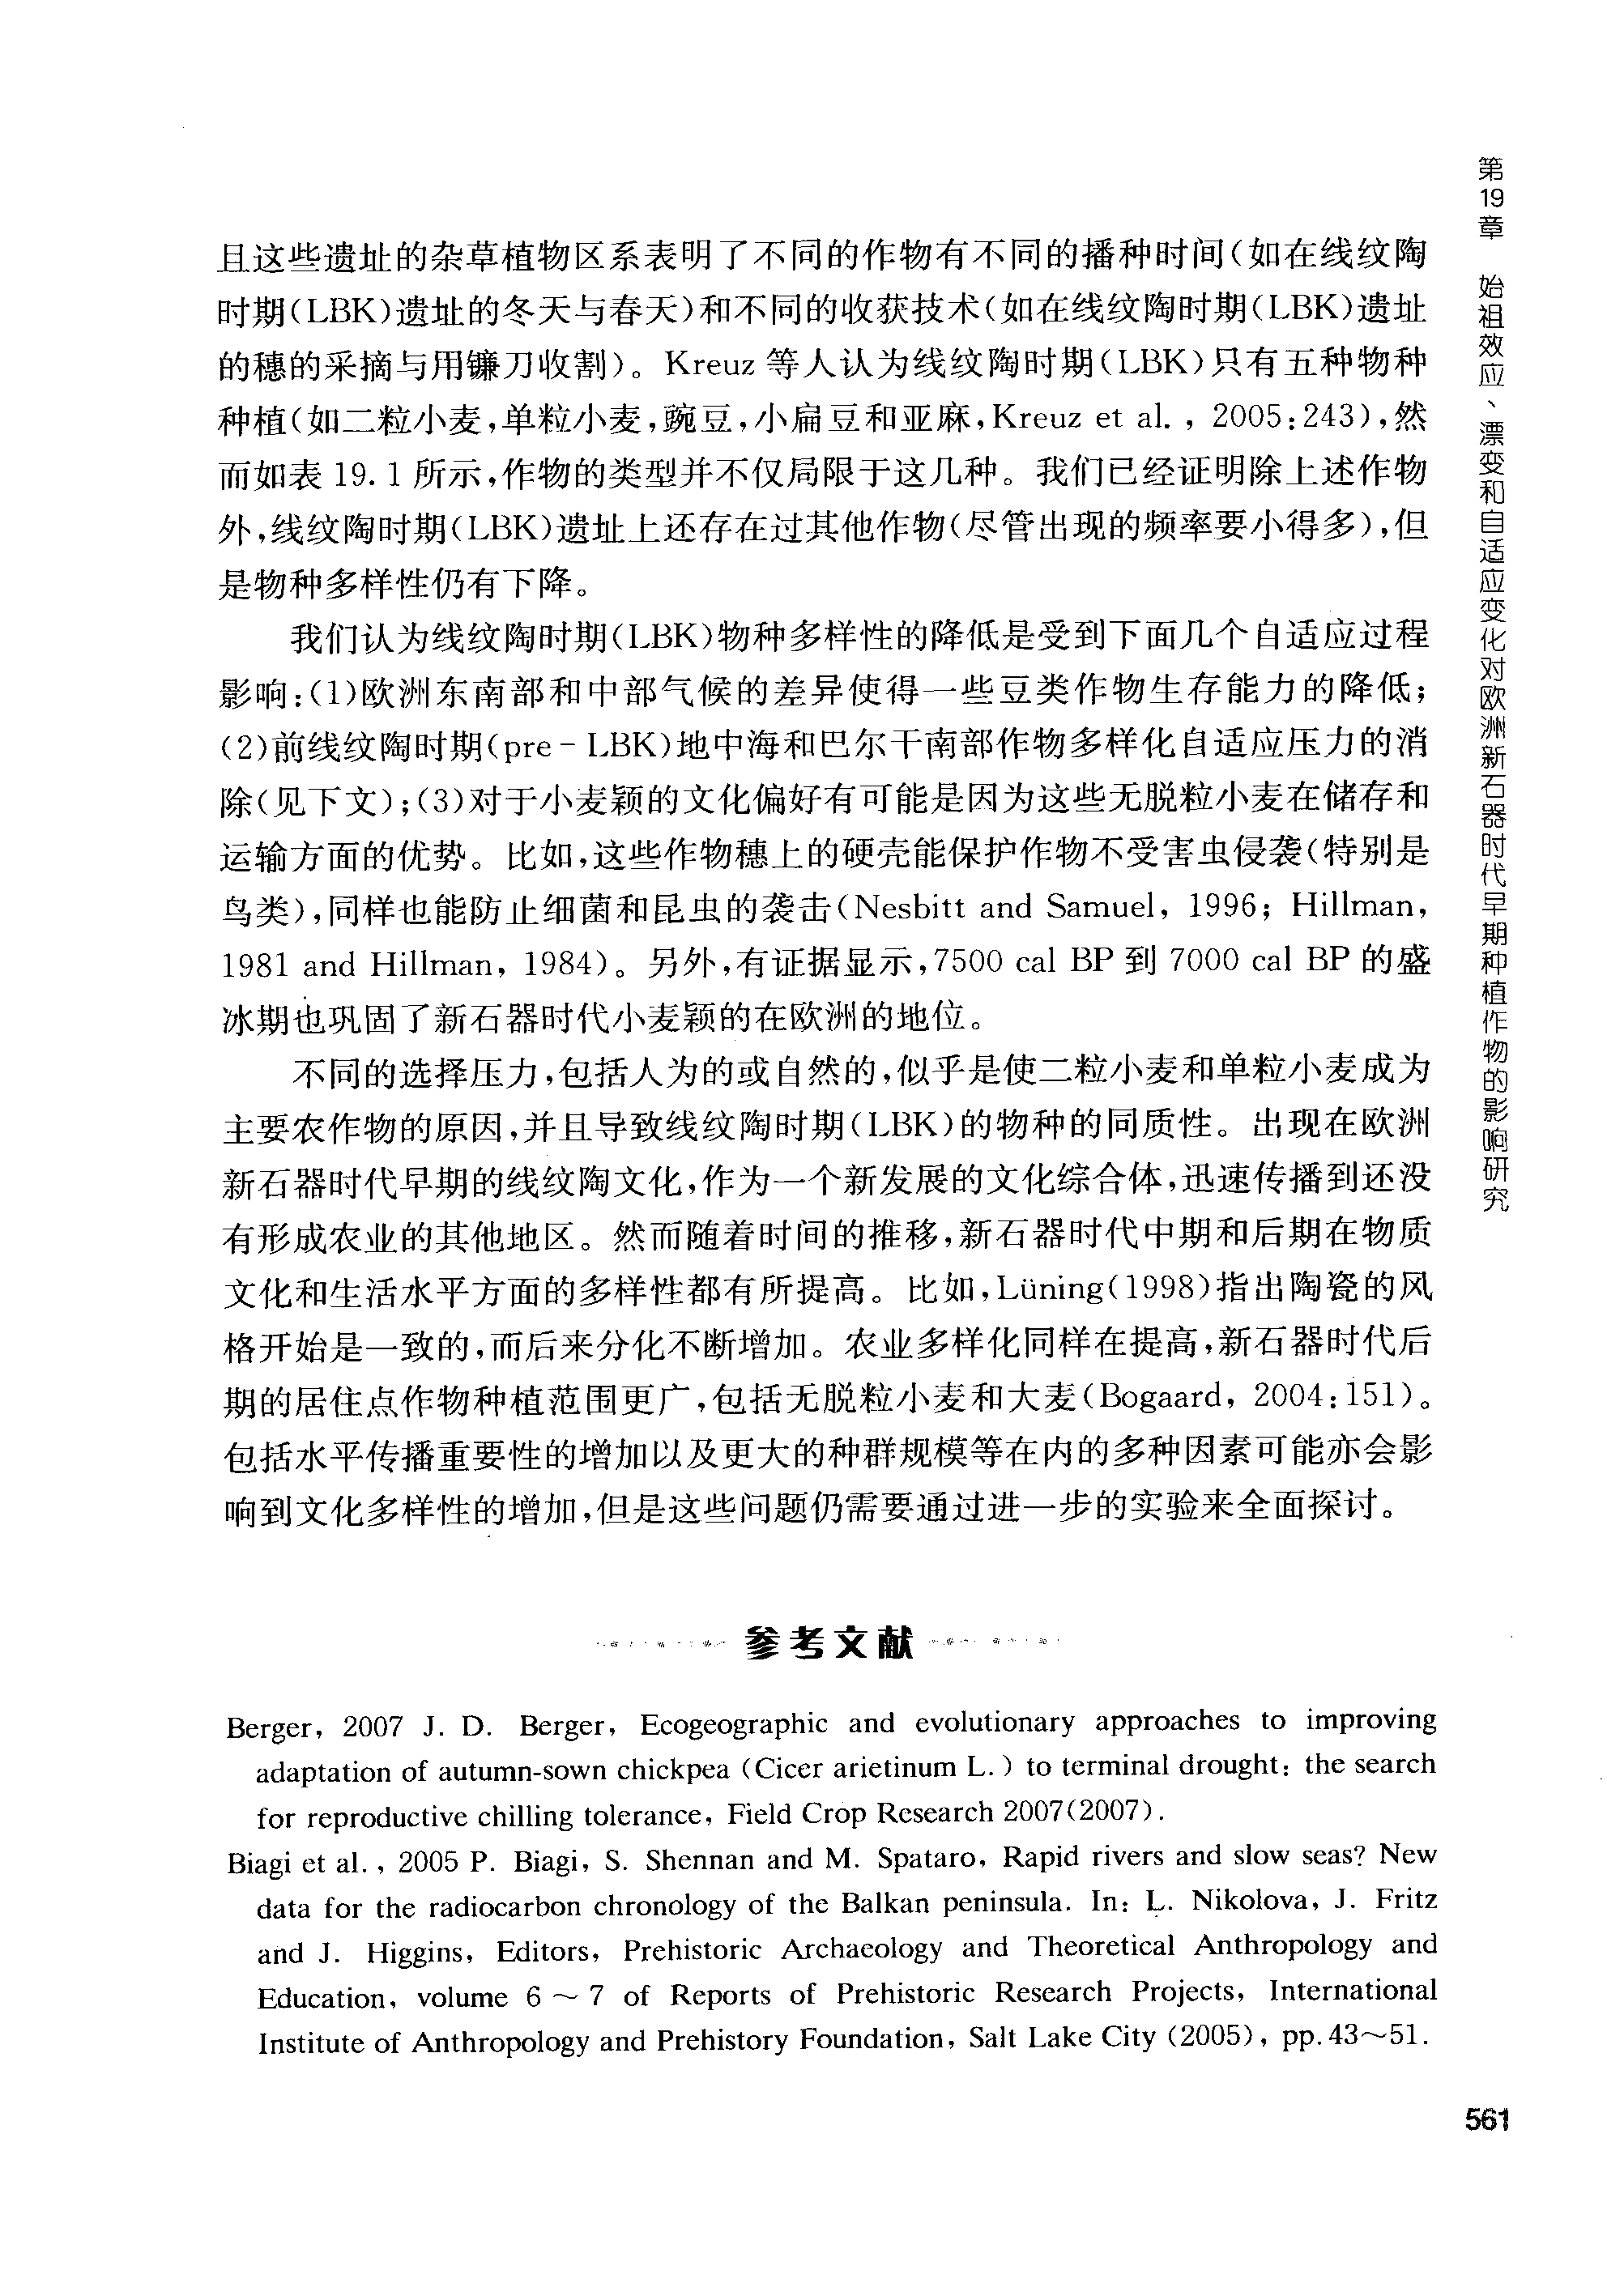 且这些遗址的杂草植物区系表明了不同的作物有不同的播种时间(如在线纹陶
时期(LBK)遗址的冬天与春天)和不同的收获技术(如在线纹陶时期(LBK)遗址
的穗的采摘与用镰刀收割)。Kreuz 等人认为线纹陶时期(LBK)只有五种物种
种植(如二粒小麦,单粒小麦,豌豆,小扁豆和亚麻,Kreuz et al. , 2005:243),然
而如表 19.1 所示,作物的类型并不仅局限于这几种。我们已经证明除上述作物
外,线纹陶时期(LBK)遗址上还存在过其他作物(尽管出现的频率要小得多),但
是物种多样性仍有下降。
我们认为线纹陶时期(LBK)物种多样性的降低是受到下面几个自适应过程
影响:(1)欧洲东南部和中部气候的差异使得一些豆类作物生存能力的降低;
(2)前线纹陶时期(pre-LBK)地中海和巴尔干南部作物多样化自适应压力的消
除(见下文);(3)对于小麦颖的文化偏好有可能是因为这些无脱粒小麦在储存和
运输方面的优势。比如,这些作物穗上的硬壳能保护作物不受害虫侵袭(特别是
鸟类),同样也能防止细菌和昆虫的袭击(Nesbitt and Samuel, 1996; Hillman,
1981 and Hillman, 1984)。另外,有证据显示,7500 cal BP 到 7000 cal BP 的盛
冰期也巩固了新石器时代小麦颖的在欧洲的地位。
不同的选择压力,包括人为的或自然的,似乎是使二粒小麦和单粒小麦成为
主要农作物的原因,并且导致线纹陶时期(LBK)的物种的同质性。出现在欧洲
新石器时代早期的线纹陶文化,作为一个新发展的文化综合体,迅速传播到还没
有形成农业的其他地区。然而随着时间的推移,新石器时代中期和后期在物质
文化和生活水平方面的多样性都有所提高。比如,Lüning(1998)指出陶瓷的风
格开始是一致的,而后来分化不断增加。农业多样化同样在提高,新石器时代后
期的居住点作物种植范围更广,包括无脱粒小麦和大麦(Bogaard, 2004:151)。
包括水平传播重要性的增加以及更大的种群规模等在内的多种因素可能亦会影
响到文化多样性的增加,但是这些问题仍需要通过进一步的实验来全面探讨。
参考文献
Berger, 2007 J. D. Berger, Ecogeographic and evolutionary approaches to improving
adaptation of autumn-sown chickpea (Cicer arietinum L.) to terminal drought: the search
for reproductive chilling tolerance, Field Crop Research 2007(2007).
Biagi et al. , 2005 P. Biagi, S. Shennan and M. Spataro, Rapid rivers and slow seas? New
data for the radiocarbon chronology of the Balkan peninsula. In: L. Nikolova, J. Fritz
and J. Higgins, Editors, Prehistoric Archaeology and Theoretical Anthropology and
Education, volume 6～7 of Reports of Prehistoric Research Projects, International
Institute of Anthropology and Prehistory Foundation, Salt Lake City (2005), pp. 43～51.
第19章 始祖效应、漂变和自适应变化对欧洲新石器时代早期种植作物的影响研究
561